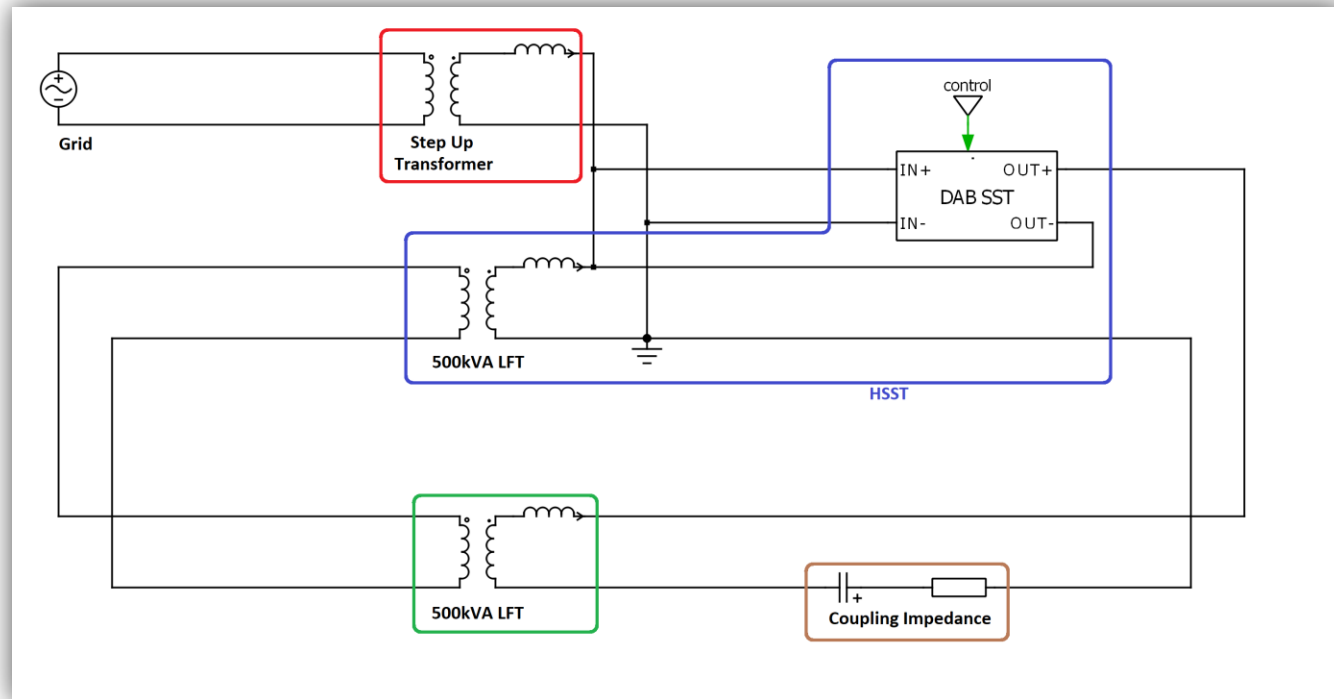 control
Grid
Step Up
Transformer
IN+
OUT+
DAB SST
IN-
OUT-
500kVA LFT
HSST
500kVA LFT
Coupling Impedance